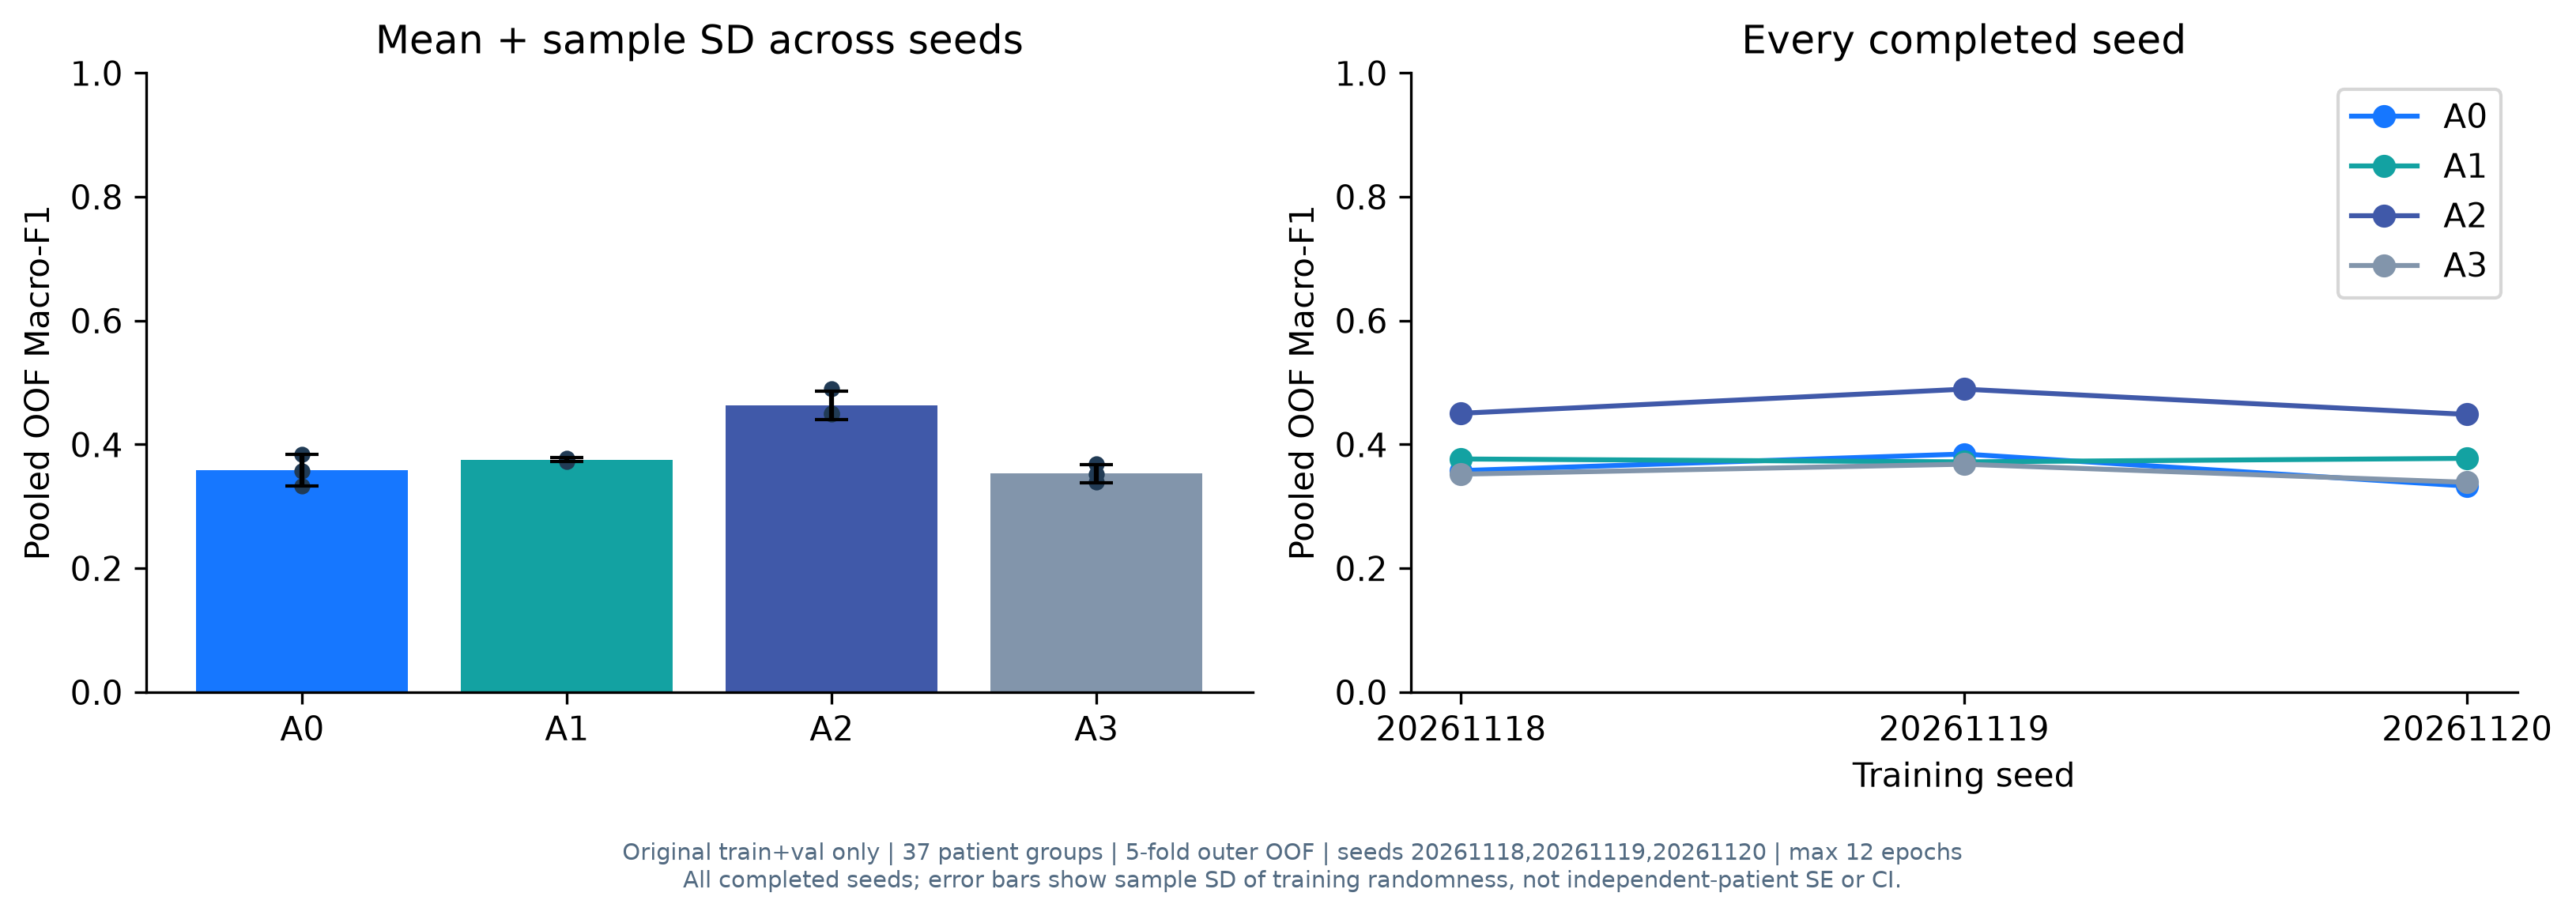 Mean + sample SD across seeds
Pooled OOF Macro-F1
1.0
0.8
0.6
0.4
0.2
0.0
A0
A1
A2
A3
Every completed seed
Pooled OOF Macro-F1
1.0
0.8
0.6
0.4
0.2
0.0
A0
A1
A2
A3
20261118
20261119
20261120
Training seed
Original train+val only | 37 patient groups | 5-fold outer OOF | seeds 20261118,20261119,20261120 | max 12 epochs
All completed seeds; error bars show sample SD of training randomness, not independent-patient SE or CI.